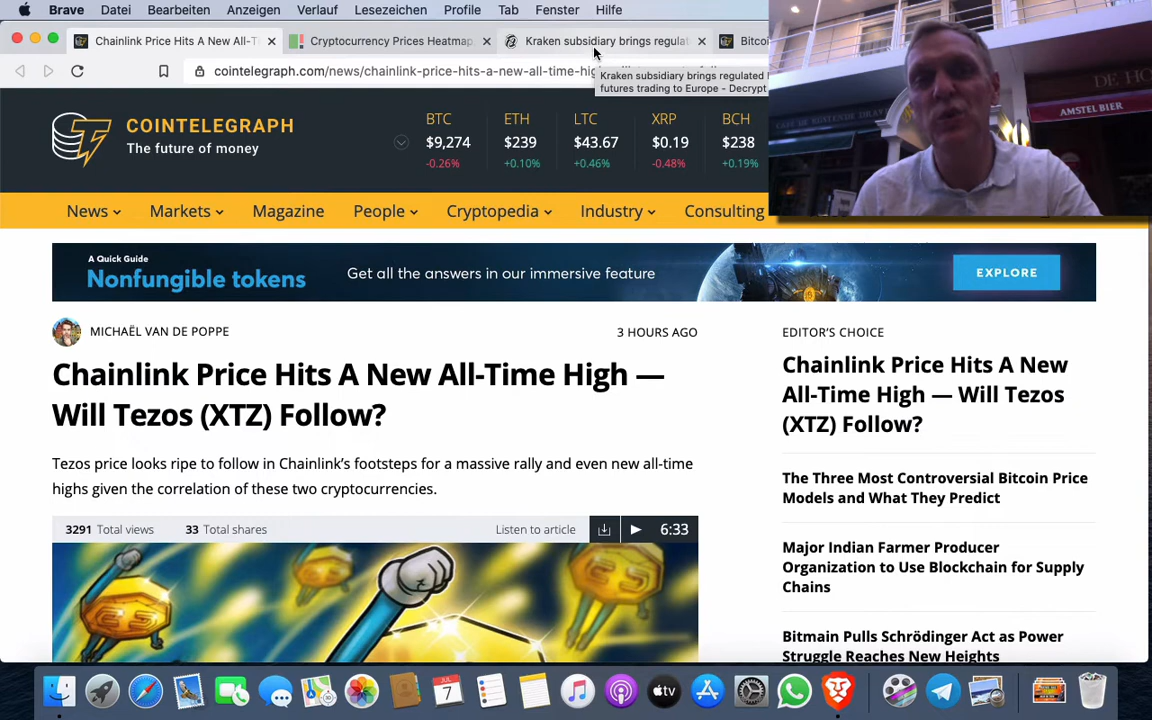 Brave Datei Bearbeiten Anzeigen Verlauf Lesezeichen Profile Tab Fenster Hilfe
Chainlink Price Hits A New All-T
Cryptocurrency Prices Heatmap,
Kraken subsidiary brings regulat
Bitcoi
cointelegraph.com/news/chainlink-price-hits-a-new-all-time-hig
Kraken subsidiary brings regulated
futures trading to Europe - Decrypt
AMSTEL BIER
COINTELEGRAPH
The future of money
BTC ETH LTC XRP BCH
$9,274 $239 $43.67 $0.19 $238
-0.26% +0.10% +0.46% -0.48% +0.19%
News Markets Magazine People Cryptopedia Industry Consulting
A Quick Guide
Nonfungible tokens
Get all the answers in our immersive feature
EXPLORE
MICHAËL VAN DE POPPE
3 HOURS AGO
Chainlink Price Hits A New All-Time High —
Will Tezos (XTZ) Follow?
Tezos price looks ripe to follow in Chainlink's footsteps for a massive rally and even new all-time
highs given the correlation of these two cryptocurrencies.
3291 Total views 33 Total shares Listen to article 6:33
EDITOR'S CHOICE
Chainlink Price Hits A New
All-Time High — Will Tezos
(XTZ) Follow?
The Three Most Controversial Bitcoin Price
Models and What They Predict
Major Indian Farmer Producer
Organization to Use Blockchain for Supply
Chains
Bitmain Pulls Schrödinger Act as Power
Struggle Reaches New Heights
JUL
7
tv